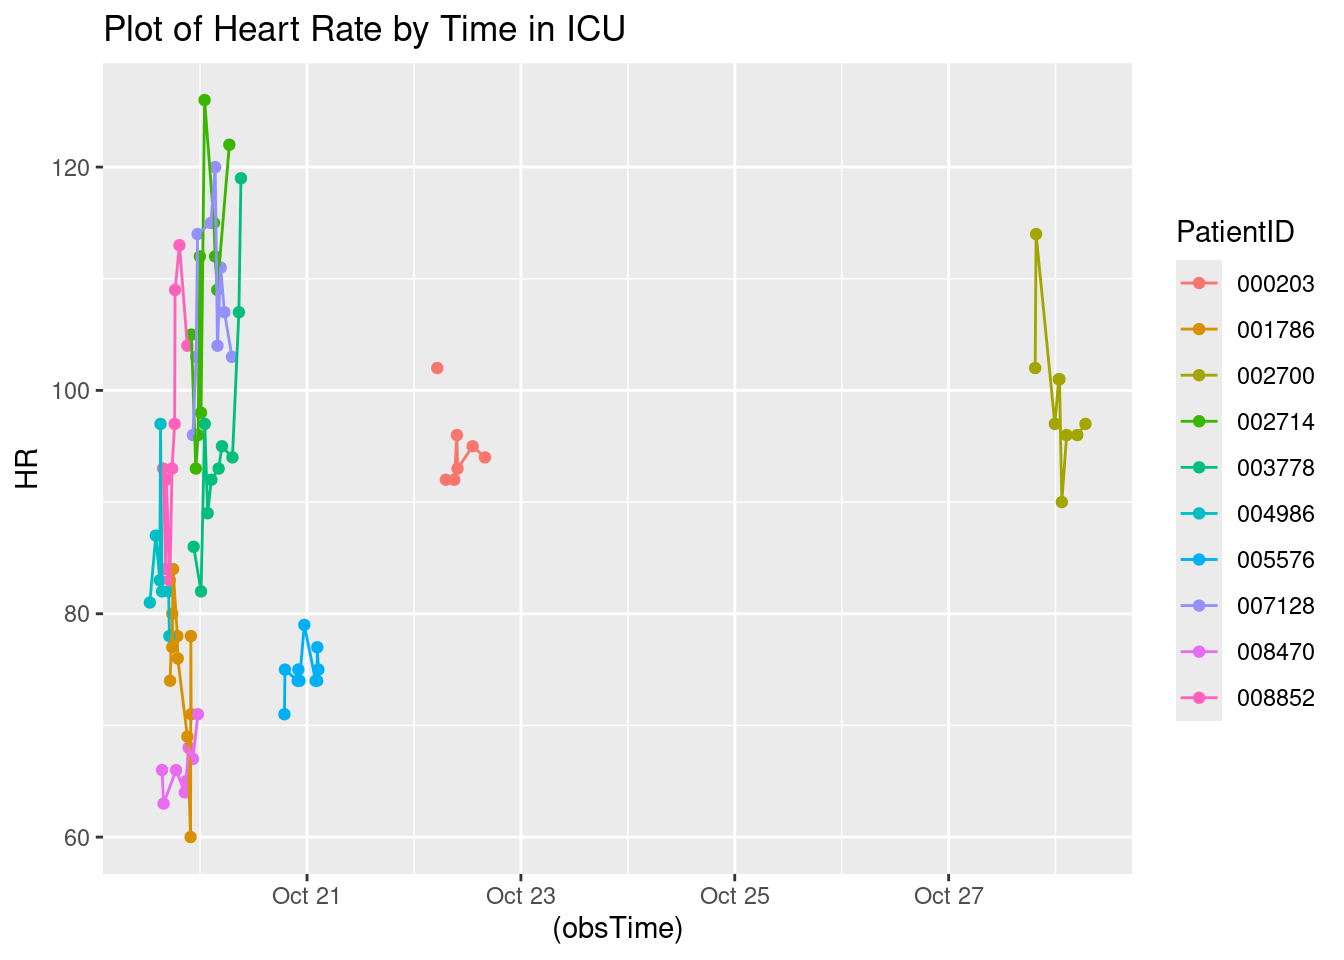 Plot of Heart Rate by Time in ICU
HR
120
100
80
60
Oct 21
Oct 23
Oct 25
Oct 27
(obsTime)
PatientID
000203
001786
002700
002714
003778
004986
005576
007128
008470
008852